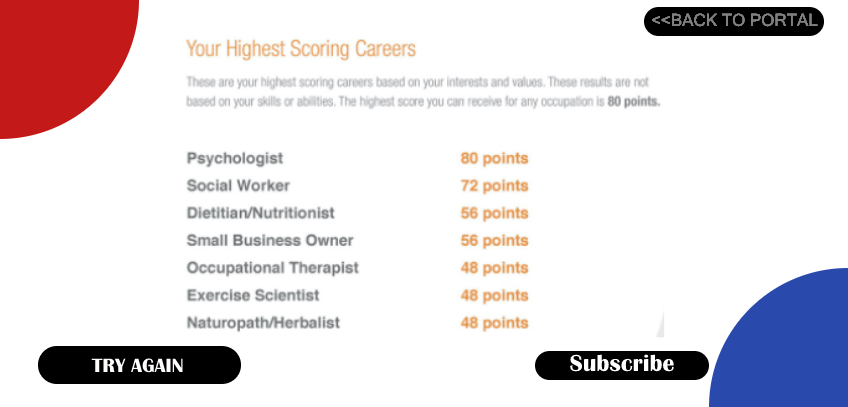 <<BACK TO PORTAL
Your Highest Scoring Careers
These are your highest scoring careers based on your interests and values. These results are not
based on your skills or abilities. The highest score you can receive for any occupation is 80 points.
Psychologist 80 points
Social Worker 72 points
Dietitian/Nutritionist 56 points
Small Business Owner 56 points
Occupational Therapist 48 points
Exercise Scientist 48 points
Naturopath/Herbalist 48 points
TRY AGAIN
Subscribe